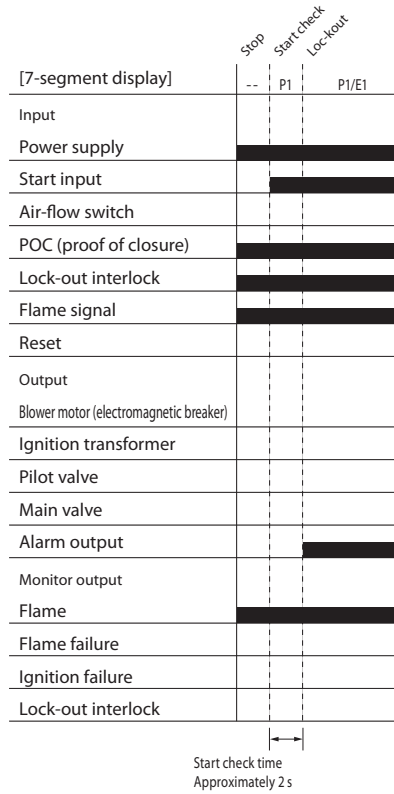 Stop
Start check
Loc-kout
[7-segment display]
-- P1 P1/E1
Input
Power supply
Start input
Air-flow switch
POC (proof of closure)
Lock-out interlock
Flame signal
Reset
Output
Blower motor (electromagnetic breaker)
Ignition transformer
Pilot valve
Main valve
Alarm output
Monitor output
Flame
Flame failure
Ignition failure
Lock-out interlock
Start check time
Approximately 2 s